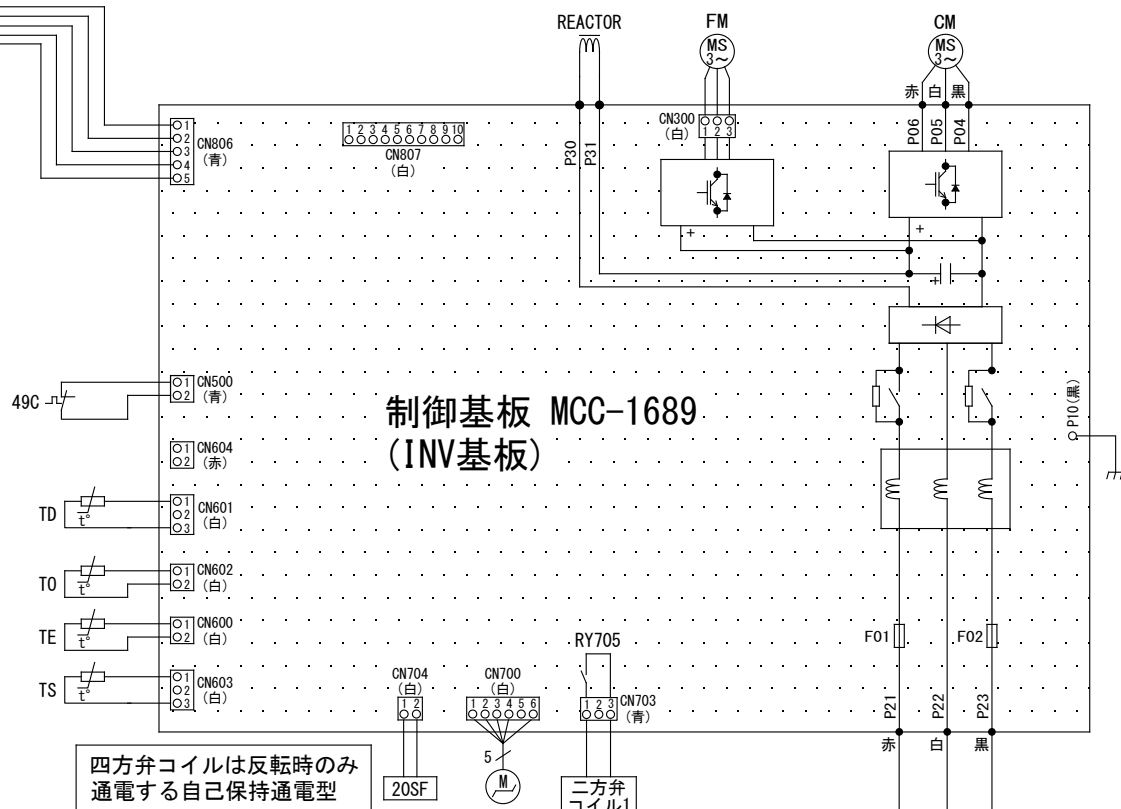 REACTOR
FM
CM
MS
3~
MS
3~
赤 白 黒
P06
P05
P04
P30
P31
CN300
(白)
1 2 3
1
2
3
4
5
CN806
(青)
1 2 3 4 5 6 7 8 9 10
CN807
(白)
+
+
+
49C
1
2
CN500
(青)
制御基板 MCC-1689
(INV基板)
P10(黒)
1
2
CN604
(赤)
TD
t°
1
2
3
CN601
(白)
TO
t°
1
2
CN602
(白)
TE
t°
1
2
CN600
(白)
TS
t°
1
2
3
CN603
(白)
F01
F02
RY705
CN704
(白)
1 2
CN700
(白)
1 2 3 4 5 6
1 2 3
CN703
(青)
P21
P22
P23
赤
白
黒
四方弁コイルは反転時のみ
通電する自己保持通電型
20SF
5
M
二方弁
コイル1